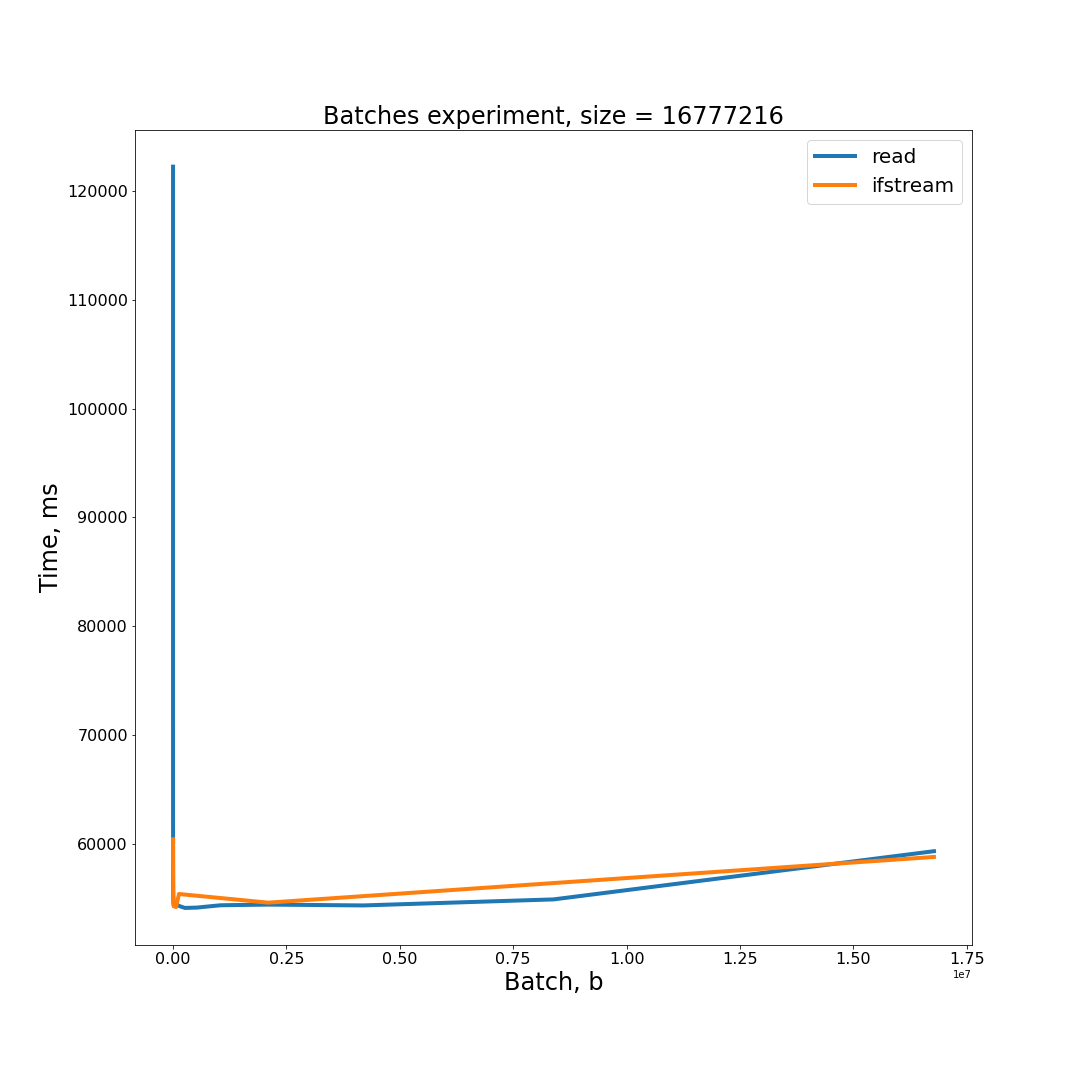 Batches experiment, size = 16777216
read
ifstream
120000
110000
100000
90000
80000
70000
60000
Time, ms
0.00 0.25 0.50 0.75 1.00 1.25 1.50 1.75
1e7
Batch, b